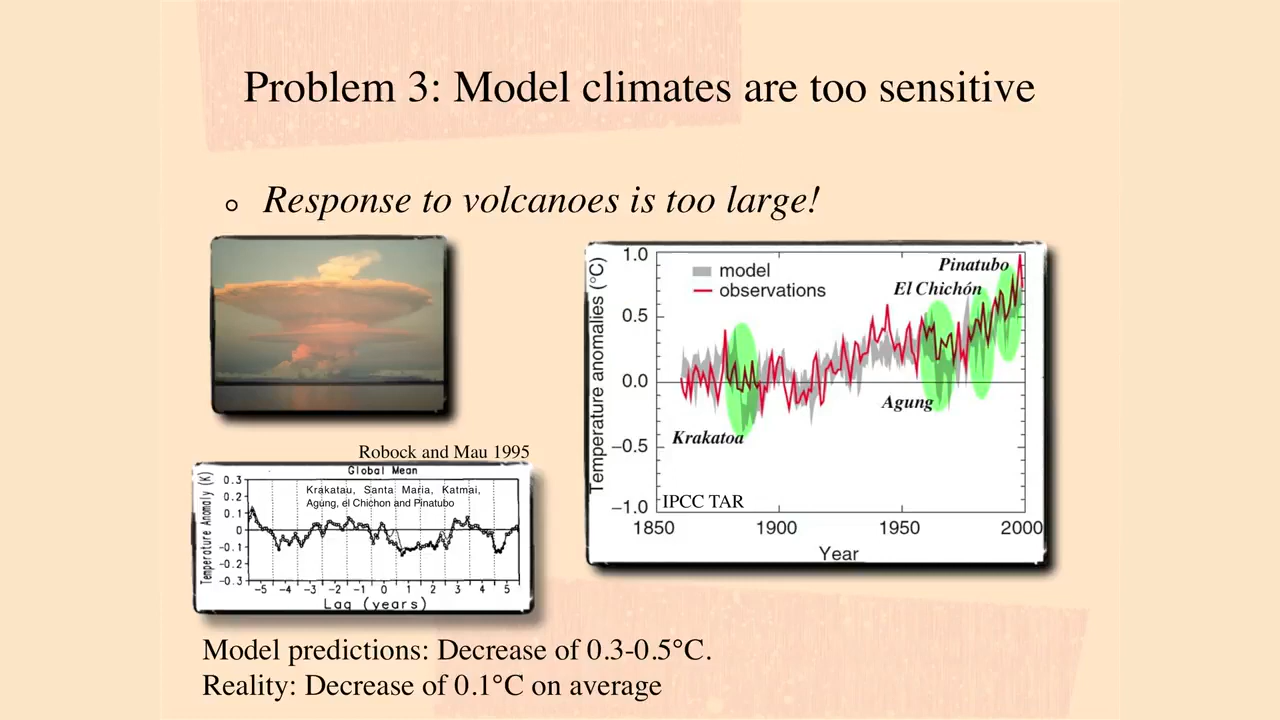 Problem 3: Model climates are too sensitive
Response to volcanoes is too large!
Robock and Mau 1995
Global Mean
Krakatau, Santa Maria, Katmai,
Agung, el Chichon and Pinatubo
Temperature Anomaly (K)
0.3
0.2
0.1
0
-0.1
-0.2
-0.3
-5 -4 -3 -2 -1 0 1 2 3 4 5
Lag (years)
Temperature anomalies (°C)
1.0
0.5
0.0
−0.5
−1.0
model
observations
Pinatubo
El Chichón
Agung
Krakatoa
IPCC TAR
1850 1900 1950 2000
Year
Model predictions: Decrease of 0.3-0.5°C.
Reality: Decrease of 0.1°C on average